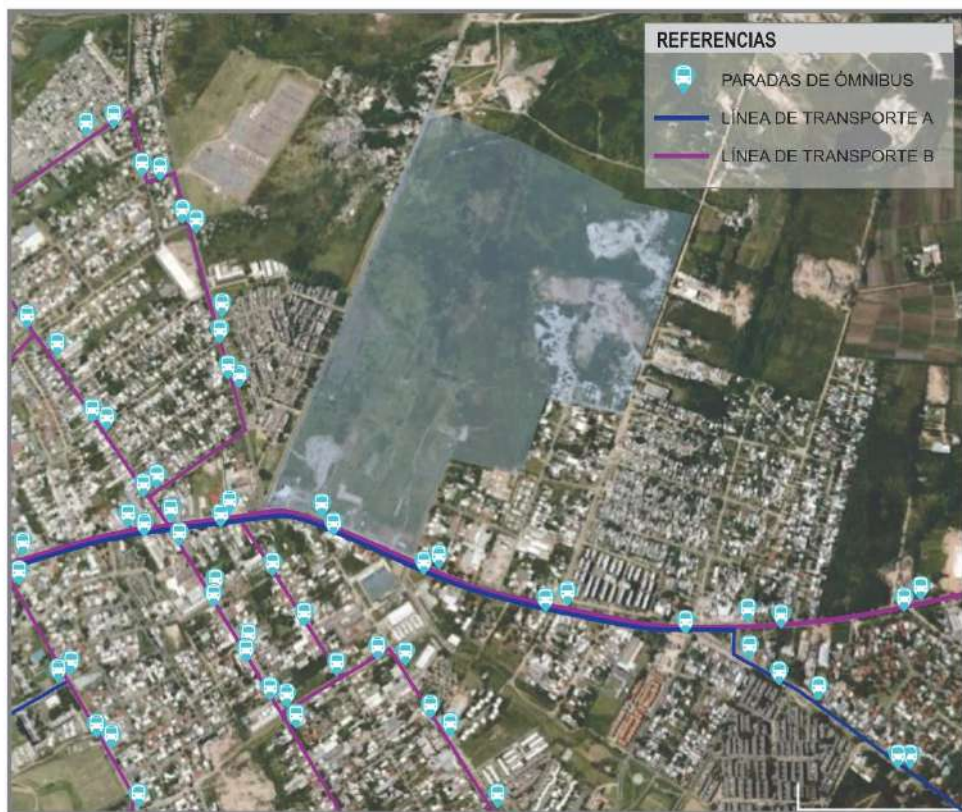 REFERENCIAS
PARADAS DE ÓMNIBUS
LÍNEA DE TRANSPORTE A
LÍNEA DE TRANSPORTE B